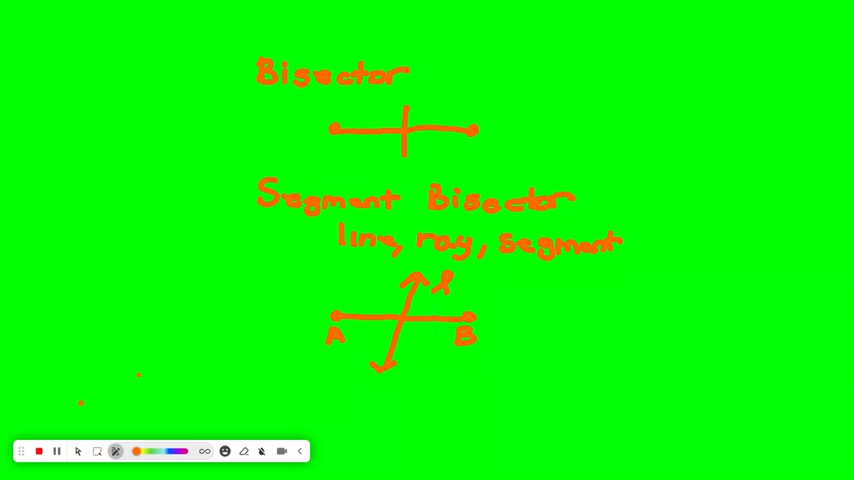 Bisector
Segment Bisector
line, ray, segment
l
A B